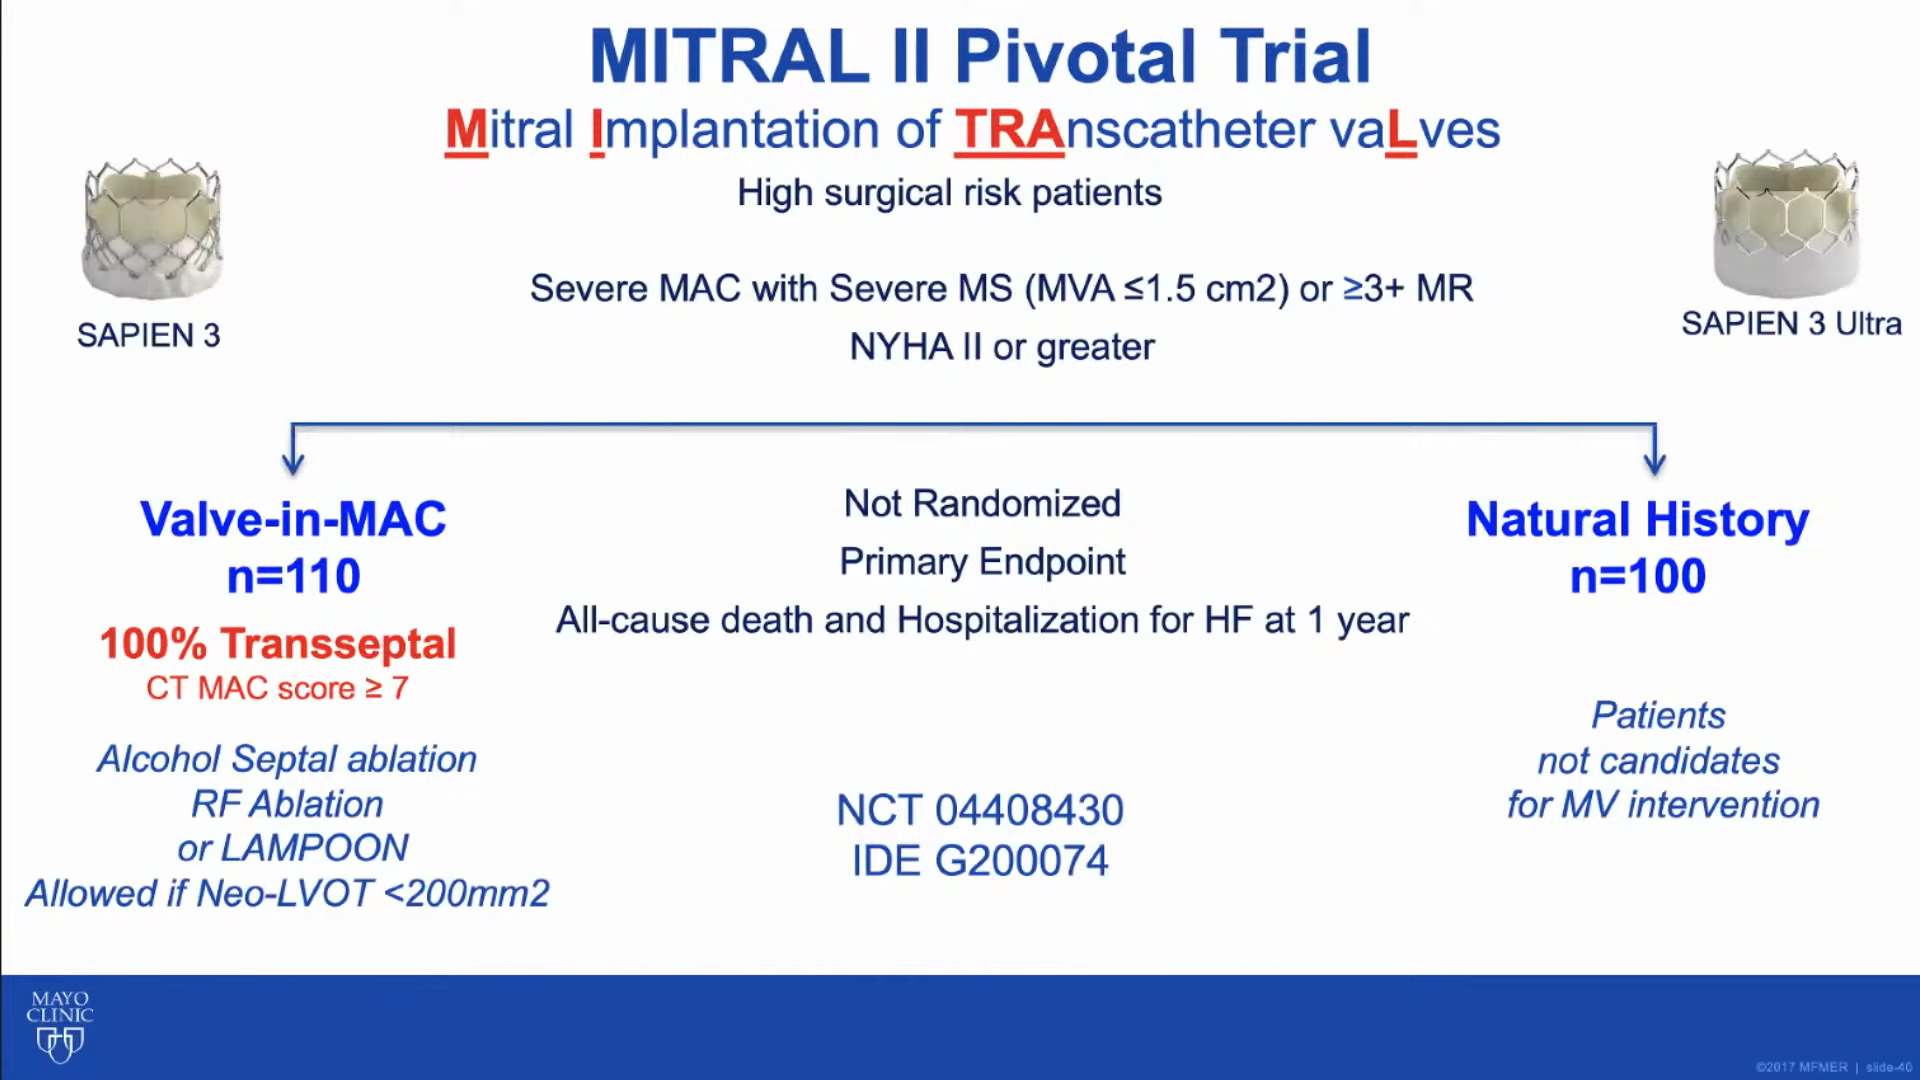 MITRAL II Pivotal Trial
Mitral Implantation of TRAnscatheter vaLves
High surgical risk patients
Severe MAC with Severe MS (MVA ≤1.5 cm2) or ≥3+ MR
NYHA II or greater
SAPIEN 3
SAPIEN 3 Ultra
Valve-in-MAC
n=110
100% Transseptal
CT MAC score ≥ 7
Alcohol Septal ablation
RF Ablation
or LAMPOON
Allowed if Neo-LVOT <200mm2
Not Randomized
Primary Endpoint
All-cause death and Hospitalization for HF at 1 year
NCT 04408430
IDE G200074
Natural History
n=100
Patients
not candidates
for MV intervention
MAYO
CLINIC
©2017 MFMER | slide-40